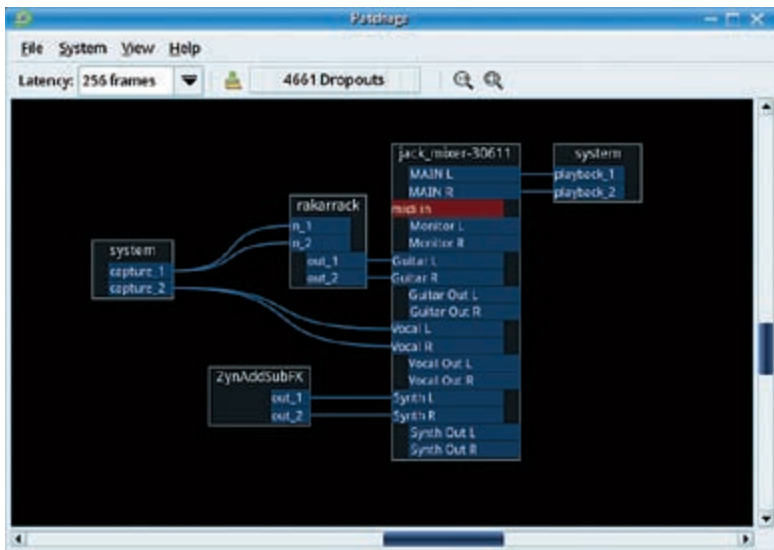 Patchage
File System View Help
Latency: 256 frames 4661 Dropouts
jack_mixer-30611
MAIN L
MAIN R
midi in
Monitor L
Monitor R
Guitar L
Guitar R
Guitar Out L
Guitar Out R
Vocal L
Vocal R
Vocal Out L
Vocal Out R
Synth L
Synth R
Synth Out L
Synth Out R
system
playback_1
playback_2
rakarrack
in_1
in_2
out_1
out_2
system
capture_1
capture_2
ZynAddSubFX
out_1
out_2